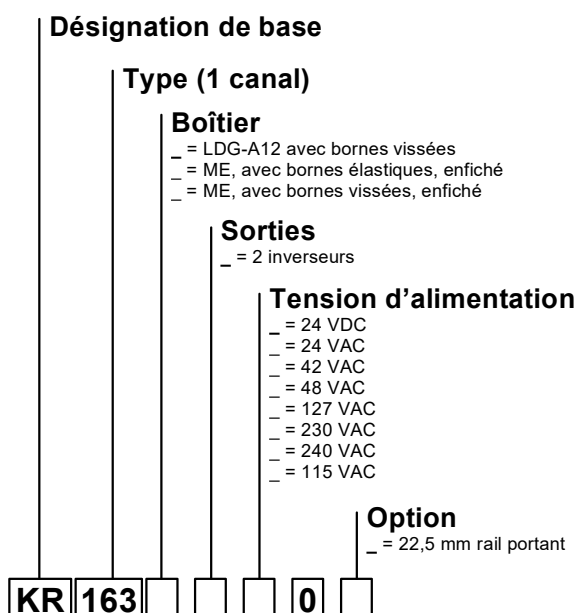 Désignation de base
Type (1 canal)
Boîtier
_ = LDG-A12 avec bornes vissées
_ = ME, avec bornes élastiques, enfiché
_ = ME, avec bornes vissées, enfiché
Sorties
_ = 2 inverseurs
Tension d’alimentation
_ = 24 VDC
_ = 24 VAC
_ = 42 VAC
_ = 48 VAC
_ = 127 VAC
_ = 230 VAC
_ = 240 VAC
_ = 115 VAC
Option
_ = 22,5 mm rail portant
KR 163 0